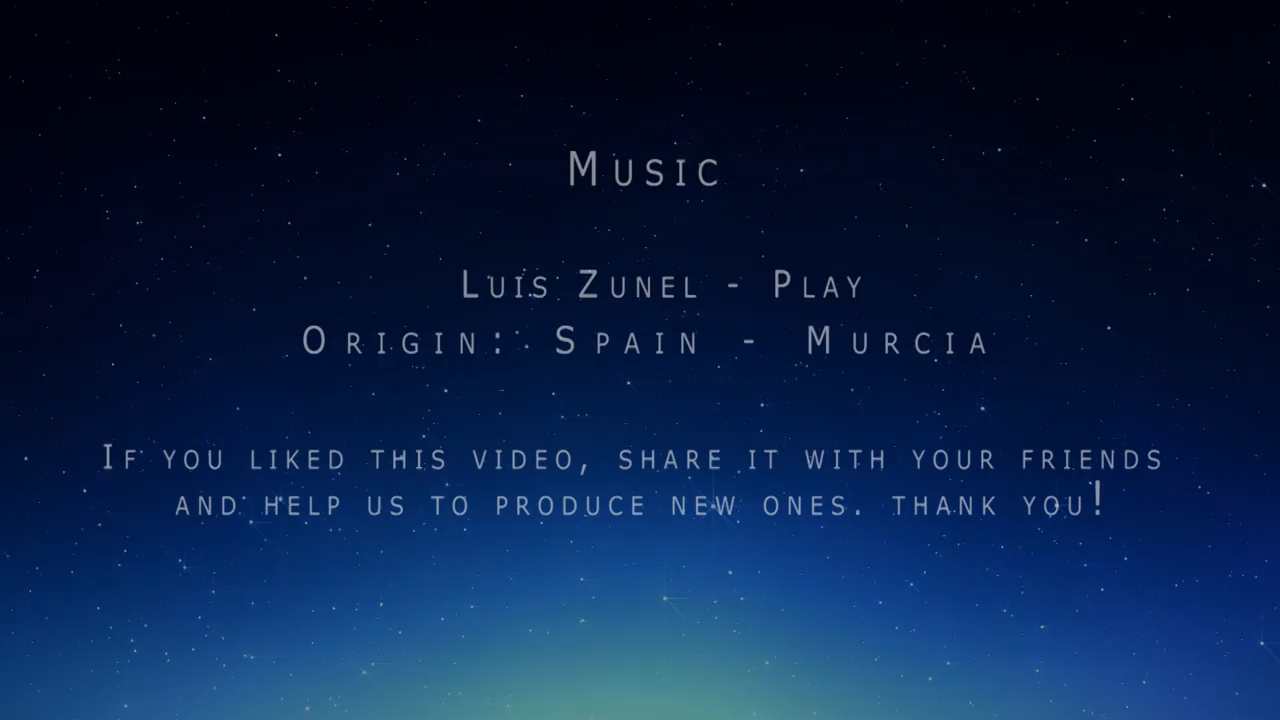 Music
Luis Zunel - Play
Origin: Spain - Murcia
If you liked this video, share it with your friends
and help us to produce new ones. thank you!